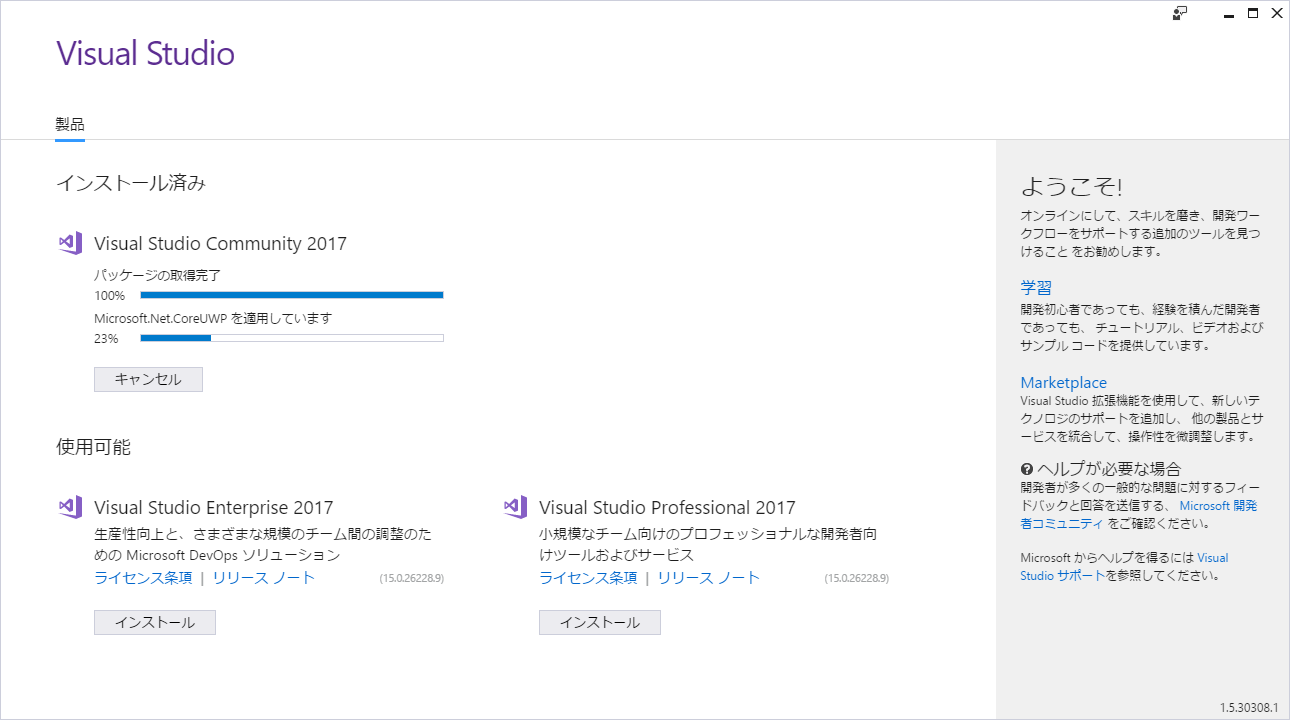 Visual Studio
製品
インストール済み
Visual Studio Community 2017
パッケージの取得完了
100%
Microsoft.Net.CoreUWP を適用しています
23%
キャンセル
使用可能
Visual Studio Enterprise 2017
生産性向上と、さまざまな規模のチーム間の調整のた
めの Microsoft DevOps ソリューション
ライセンス条項 | リリース ノート (15.0.26228.9)
インストール
Visual Studio Professional 2017
小規模なチーム向けのプロフェッショナルな開発者向
けツールおよびサービス
ライセンス条項 | リリース ノート (15.0.26228.9)
インストール
ようこそ!
オンラインにして、スキルを磨き、開発ワー
クフローをサポートする追加のツールを見つ
けること をお勧めします。
学習
開発初心者であっても、経験を積んだ開発者
であっても、 チュートリアル、ビデオおよび
サンプル コードを提供しています。
Marketplace
Visual Studio 拡張機能を使用して、新しいテ
クノロジのサポートを追加し、 他の製品とサ
ービスを統合して、操作性を微調整します。
ヘルプが必要な場合
開発者が多くの一般的な問題に対するフィー
ドバックと回答を送信する、 Microsoft 開発
者コミュニティ をご確認ください。
Microsoft からヘルプを得るには Visual
Studio サポートを参照してください。
1.5.30308.1